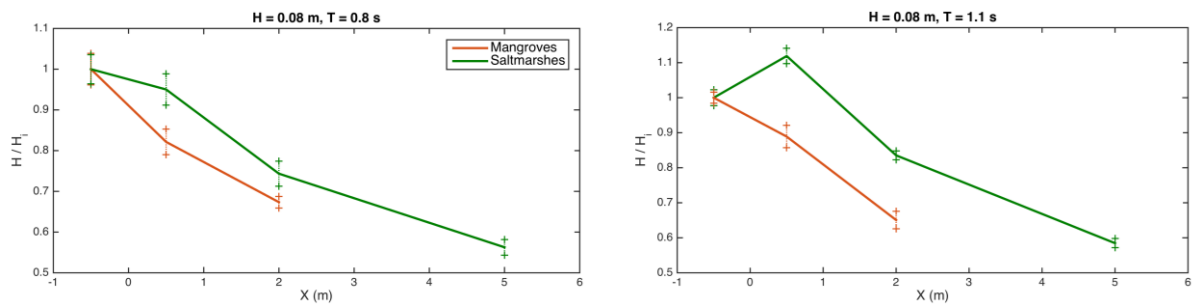 H = 0.08 m, T = 0.8 s
1.1
1
0.9
0.8
0.7
0.6
0.5
H / Hi
Mangroves
Saltmarshes
-1 0 1 2 3 4 5 6
X (m)
H = 0.08 m, T = 1.1 s
1.2
1.1
1
0.9
0.8
0.7
0.6
0.5
H / Hi
-1 0 1 2 3 4 5 6
X (m)